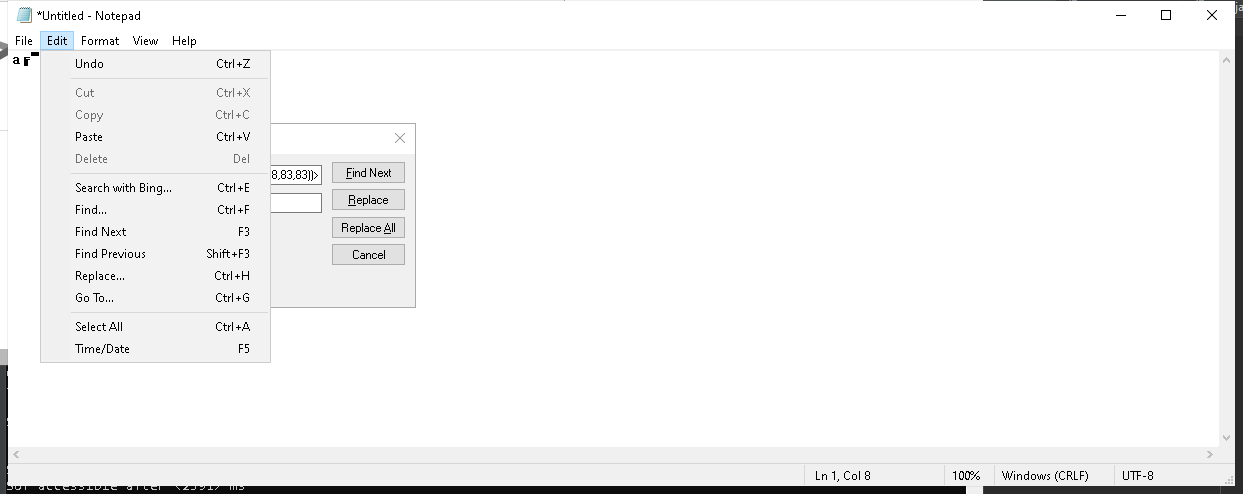 *Untitled - Notepad
File Edit Format View Help
Undo Ctrl+Z
Cut Ctrl+X
Copy Ctrl+C
Paste Ctrl+V
Delete Del
Search with Bing... Ctrl+E
Find... Ctrl+F
Find Next F3
Find Previous Shift+F3
Replace... Ctrl+H
Go To... Ctrl+G
Select All Ctrl+A
Time/Date F5
8,83,83))> Find Next
Replace
Replace All
Cancel
Ln 1, Col 8 100% Windows (CRLF) UTF-8